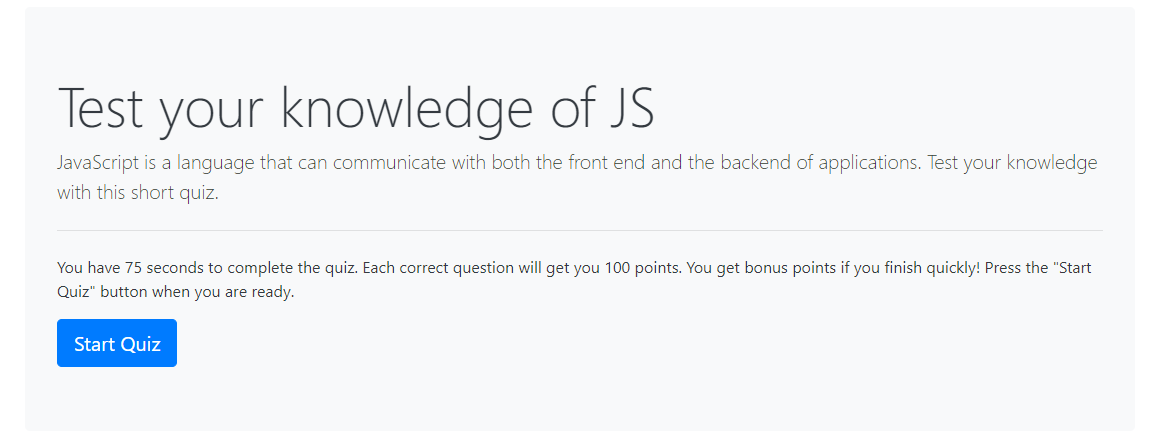 Test your knowledge of JS
JavaScript is a language that can communicate with both the front end and the backend of applications. Test your knowledge
with this short quiz.
You have 75 seconds to complete the quiz. Each correct question will get you 100 points. You get bonus points if you finish quickly! Press the "Start
Quiz" button when you are ready.
Start Quiz